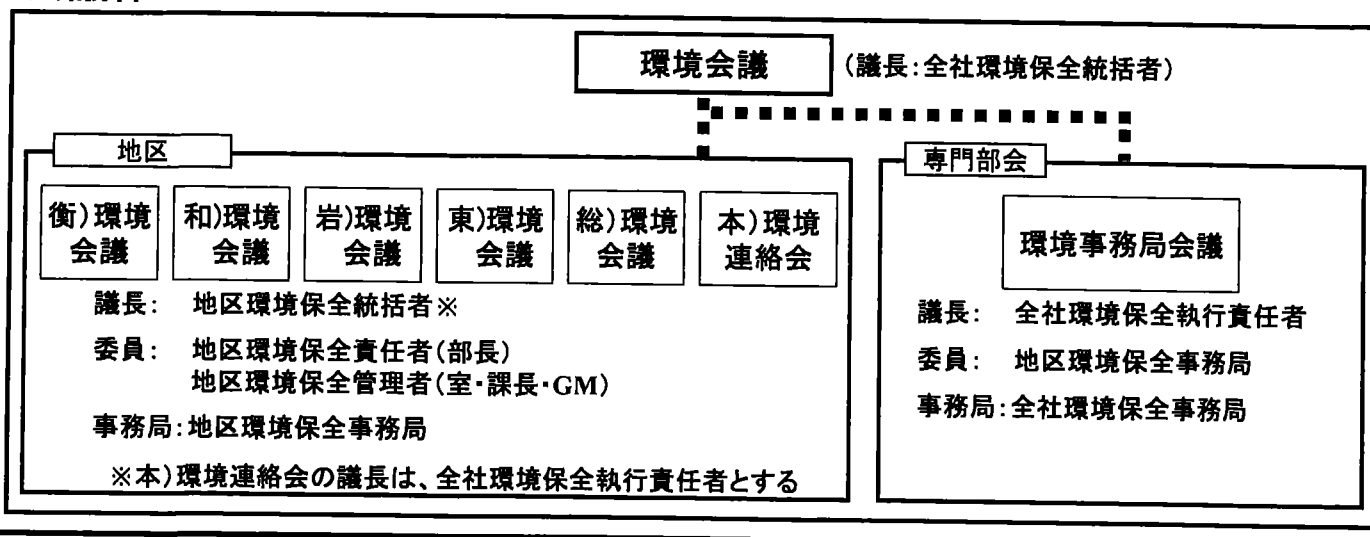 環境会議 (議長:全社環境保全統括者)
地区
衡)環境会議
和)環境会議
岩)環境会議
東)環境会議
総)環境会議
本)環境連絡会
議長: 地区環境保全統括者※
委員: 地区環境保全責任者(部長)
地区環境保全管理者(室・課長・GM)
事務局:地区環境保全事務局
※本)環境連絡会の議長は、全社環境保全執行責任者とする
専門部会
環境事務局会議
議長: 全社環境保全執行責任者
委員: 地区環境保全事務局
事務局:全社環境保全事務局